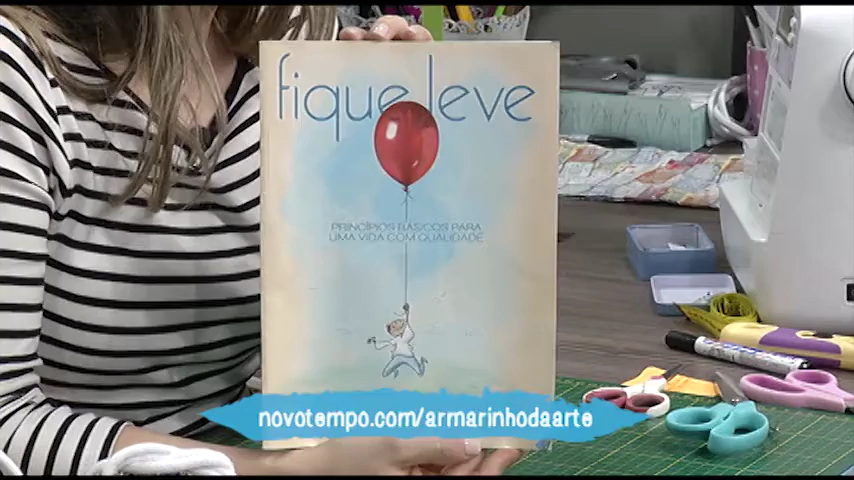 fique leve
PRINCÍPIOS BÁSICOS PARA
UMA VIDA COM QUALIDADE
novotempo.com/armarinhodaarte